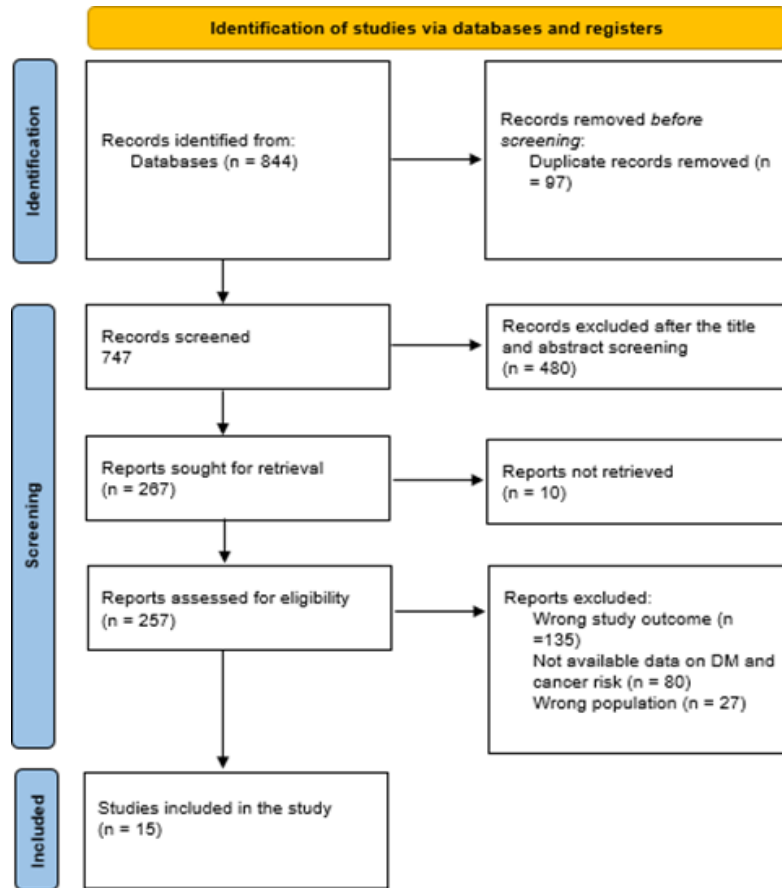 Identification of studies via databases and registers
Identification
Records identified from:
Databases (n = 844)
Records removed before
screening:
Duplicate records removed (n
= 97)
Screening
Records screened
747
Records excluded after the title
and abstract screening
(n = 480)
Reports sought for retrieval
(n = 267)
Reports not retrieved
(n = 10)
Reports assessed for eligibility
(n = 257)
Reports excluded:
Wrong study outcome (n
=135)
Not available data on DM and
cancer risk (n = 80)
Wrong population (n = 27)
Included
Studies included in the study
(n = 15)